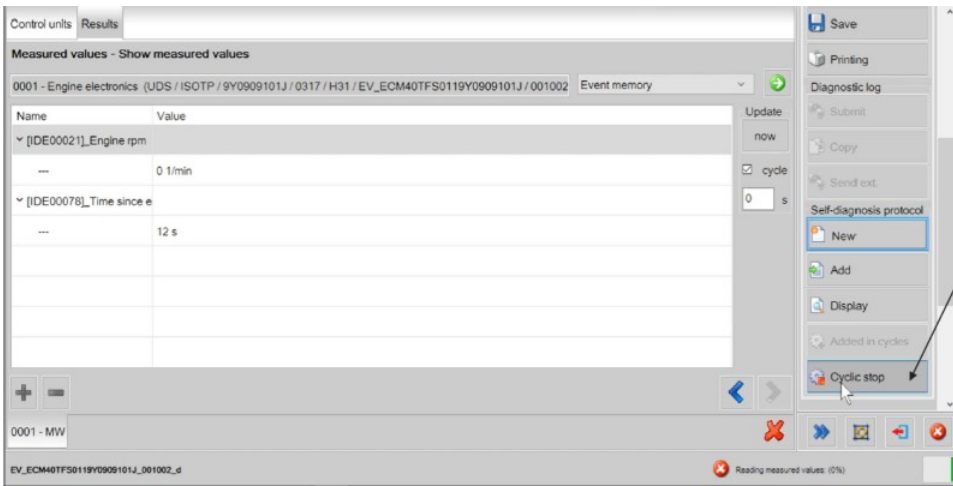 Control units Results
Measured values - Show measured values
0001 - Engine electronics (UDS / ISOTP / 9Y0909101J / 0317 / H31 / EV_ECM40TFS0119Y0909101J / 001002 Event memory
Name Value
[IDE00021]_Engine rpm
--- 0 1/min
[IDE00078]_Time since e
--- 12 s
Update
now
cycle
0 s
0001 - MW
EV_ECM40TFS0119Y0909101J_001002_d
Reading measured values: (0%)
Save
Printing
Diagnostic log
Submit
Copy
Send ext.
Self-diagnosis protocol
New
Add
Display
Added in cycles
Cyclic stop